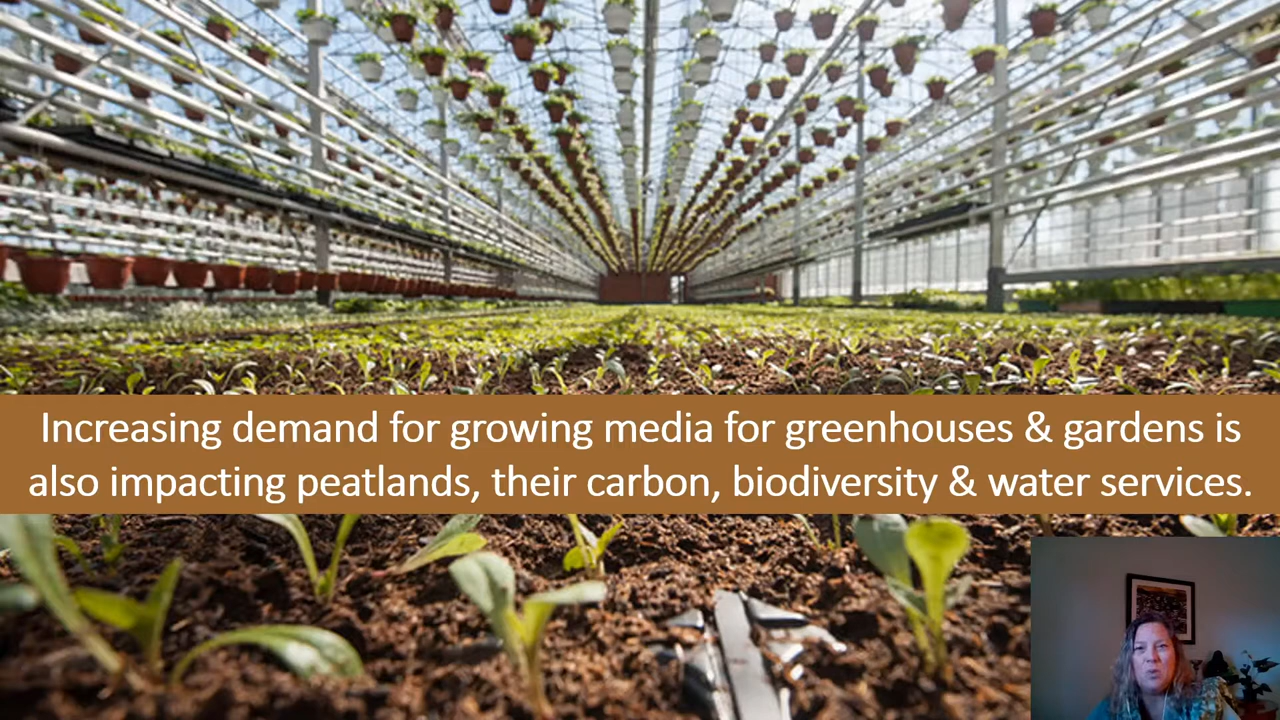 Increasing demand for growing media for greenhouses & gardens is
also impacting peatlands, their carbon, biodiversity & water services.